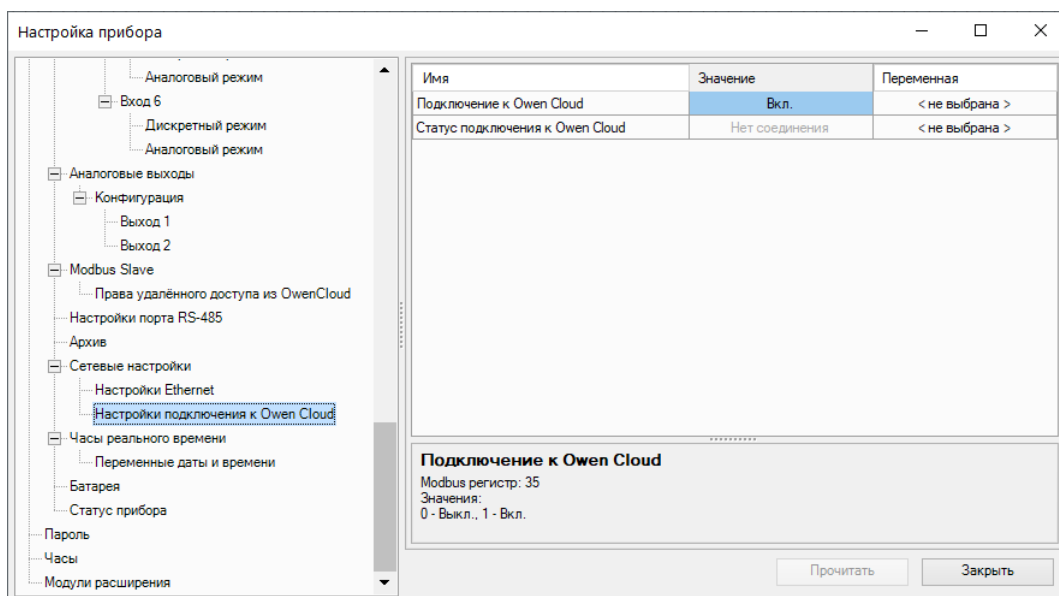 Настройка прибора
Аналоговый режим
Вход 6
Дискретный режим
Аналоговый режим
Аналоговые выходы
Конфигурация
Выход 1
Выход 2
Modbus Slave
Права удалённого доступа из OwenCloud
Настройки порта RS-485
Архив
Сетевые настройки
Настройки Ethernet
Настройки подключения к Owen Cloud
Часы реального времени
Переменные даты и времени
Батарея
Статус прибора
Пароль
Часы
Модули расширения
Имя Значение Переменная
Подключение к Owen Cloud Вкл. < не выбрана >
Статус подключения к Owen Cloud Нет соединения < не выбрана >
Подключение к Owen Cloud
Modbus регистр: 35
Значения:
0 - Выкл., 1 - Вкл.
Прочитать Закрыть